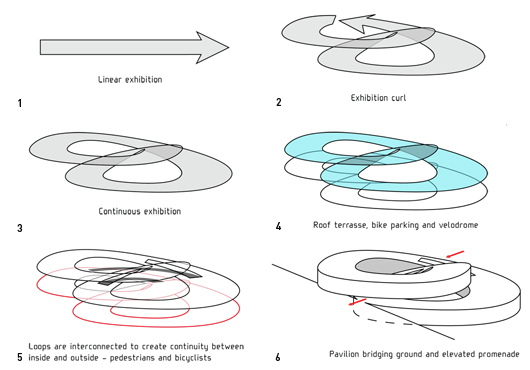 Linear exhibition
1
Exhibition curl
2
Continuous exhibition
3
Roof terrasse, bike parking and velodrome
4
Loops are interconnected to create continuity between
inside and outside - pedestrians and bicyclists
5
Pavilion bridging ground and elevated promenade
6